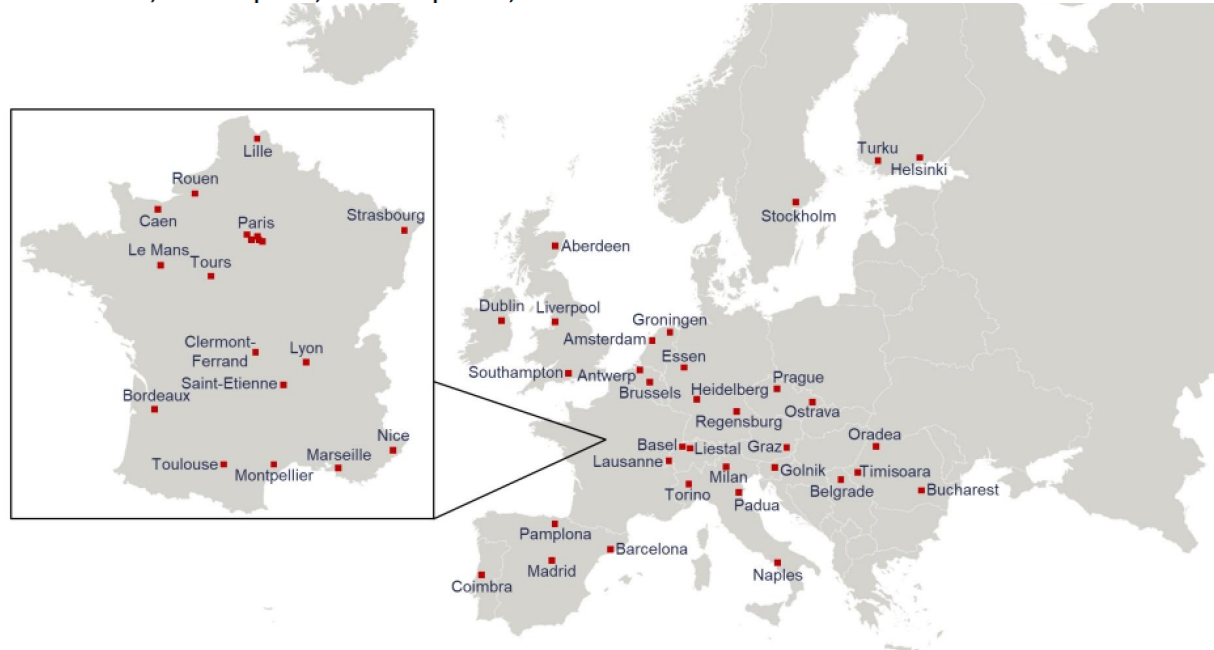 Lille
Rouen
Caen
Paris
Strasbourg
Le Mans
Tours
Clermont-
Ferrand
Lyon
Saint-Etienne
Bordeaux
Nice
Marseille
Toulouse
Montpellier
Turku
Helsinki
Stockholm
Aberdeen
Dublin
Liverpool
Groningen
Amsterdam
Essen
Southampton
Antwerp
Brussels
Heidelberg
Prague
Regensburg
Ostrava
Basel
Liestal
Graz
Oradea
Lausanne
Milan
Golnik
Timisoara
Torino
Padua
Belgrade
Bucharest
Pamplona
Barcelona
Madrid
Coimbra
Naples